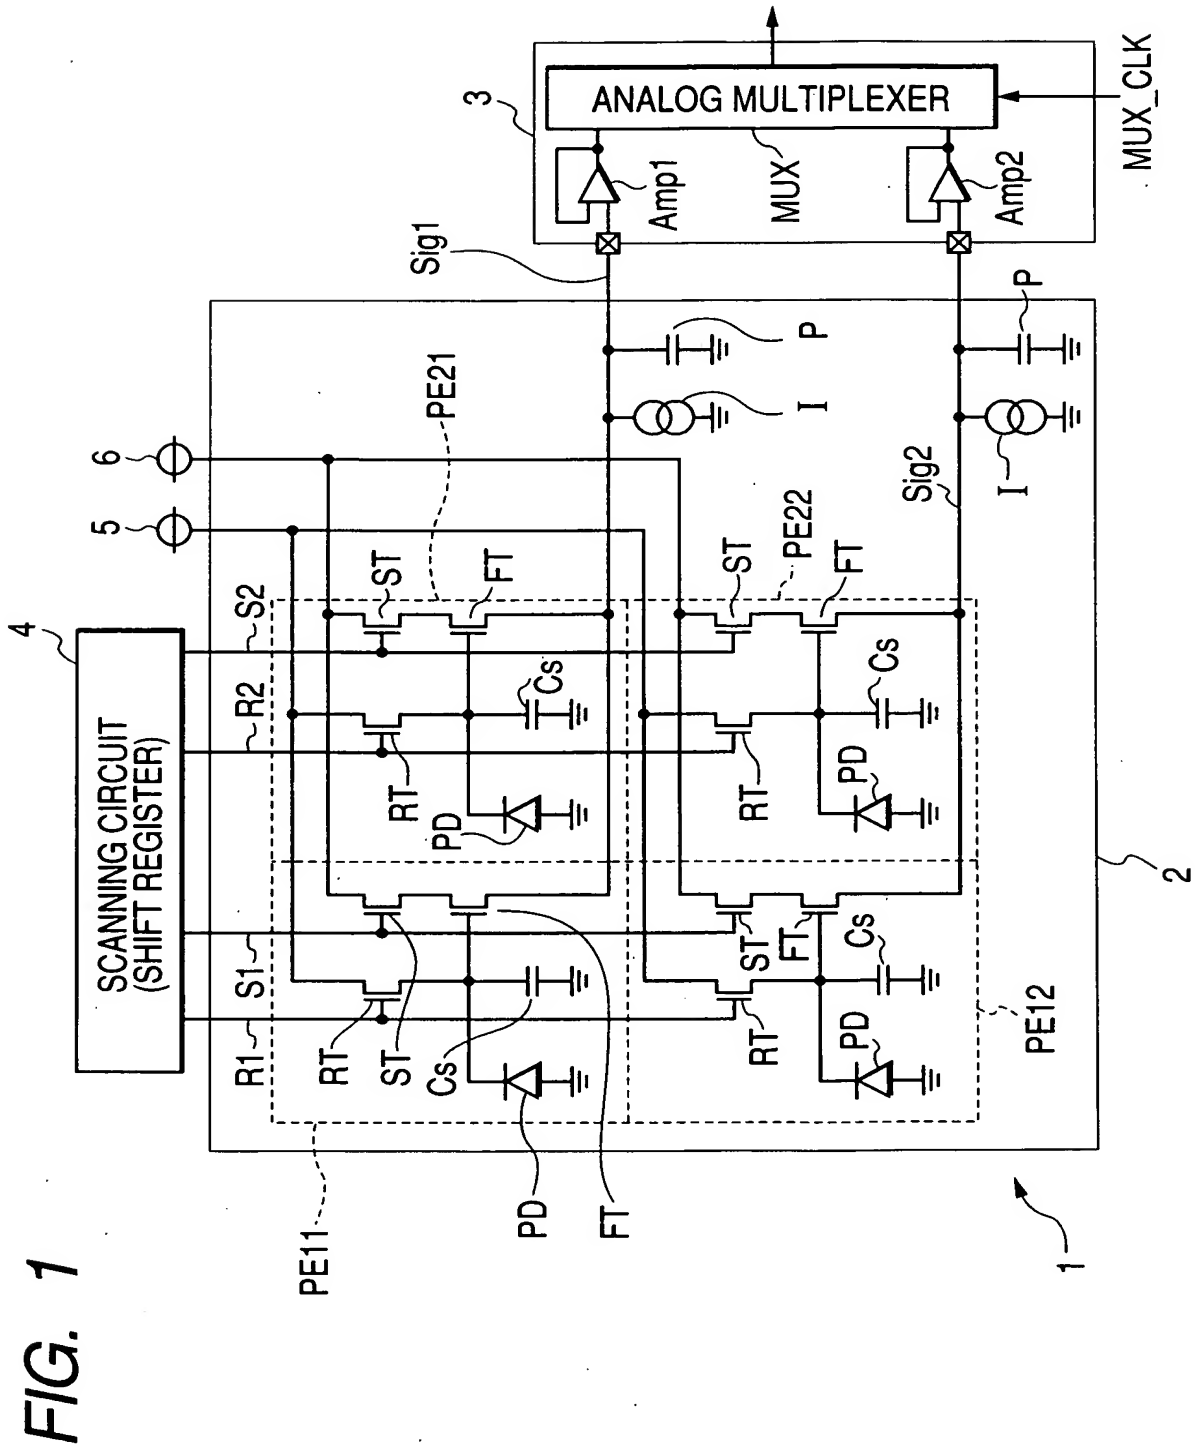 FIG. 1
SCANNING CIRCUIT
(SHIFT REGISTER)
4
5
6
R1
S1
R2
S2
PE11
PE21
RT
ST
Cs
PD
FT
RT
PD
Cs
ST
FT
Sig1
I
P
3
Amp1
MUX
Amp2
ANALOG MULTIPLEXER
MUX_CLK
RT
ST
FT
Cs
PD
PE12
RT
PD
Cs
ST
FT
PE22
Sig2
I
P
1
2